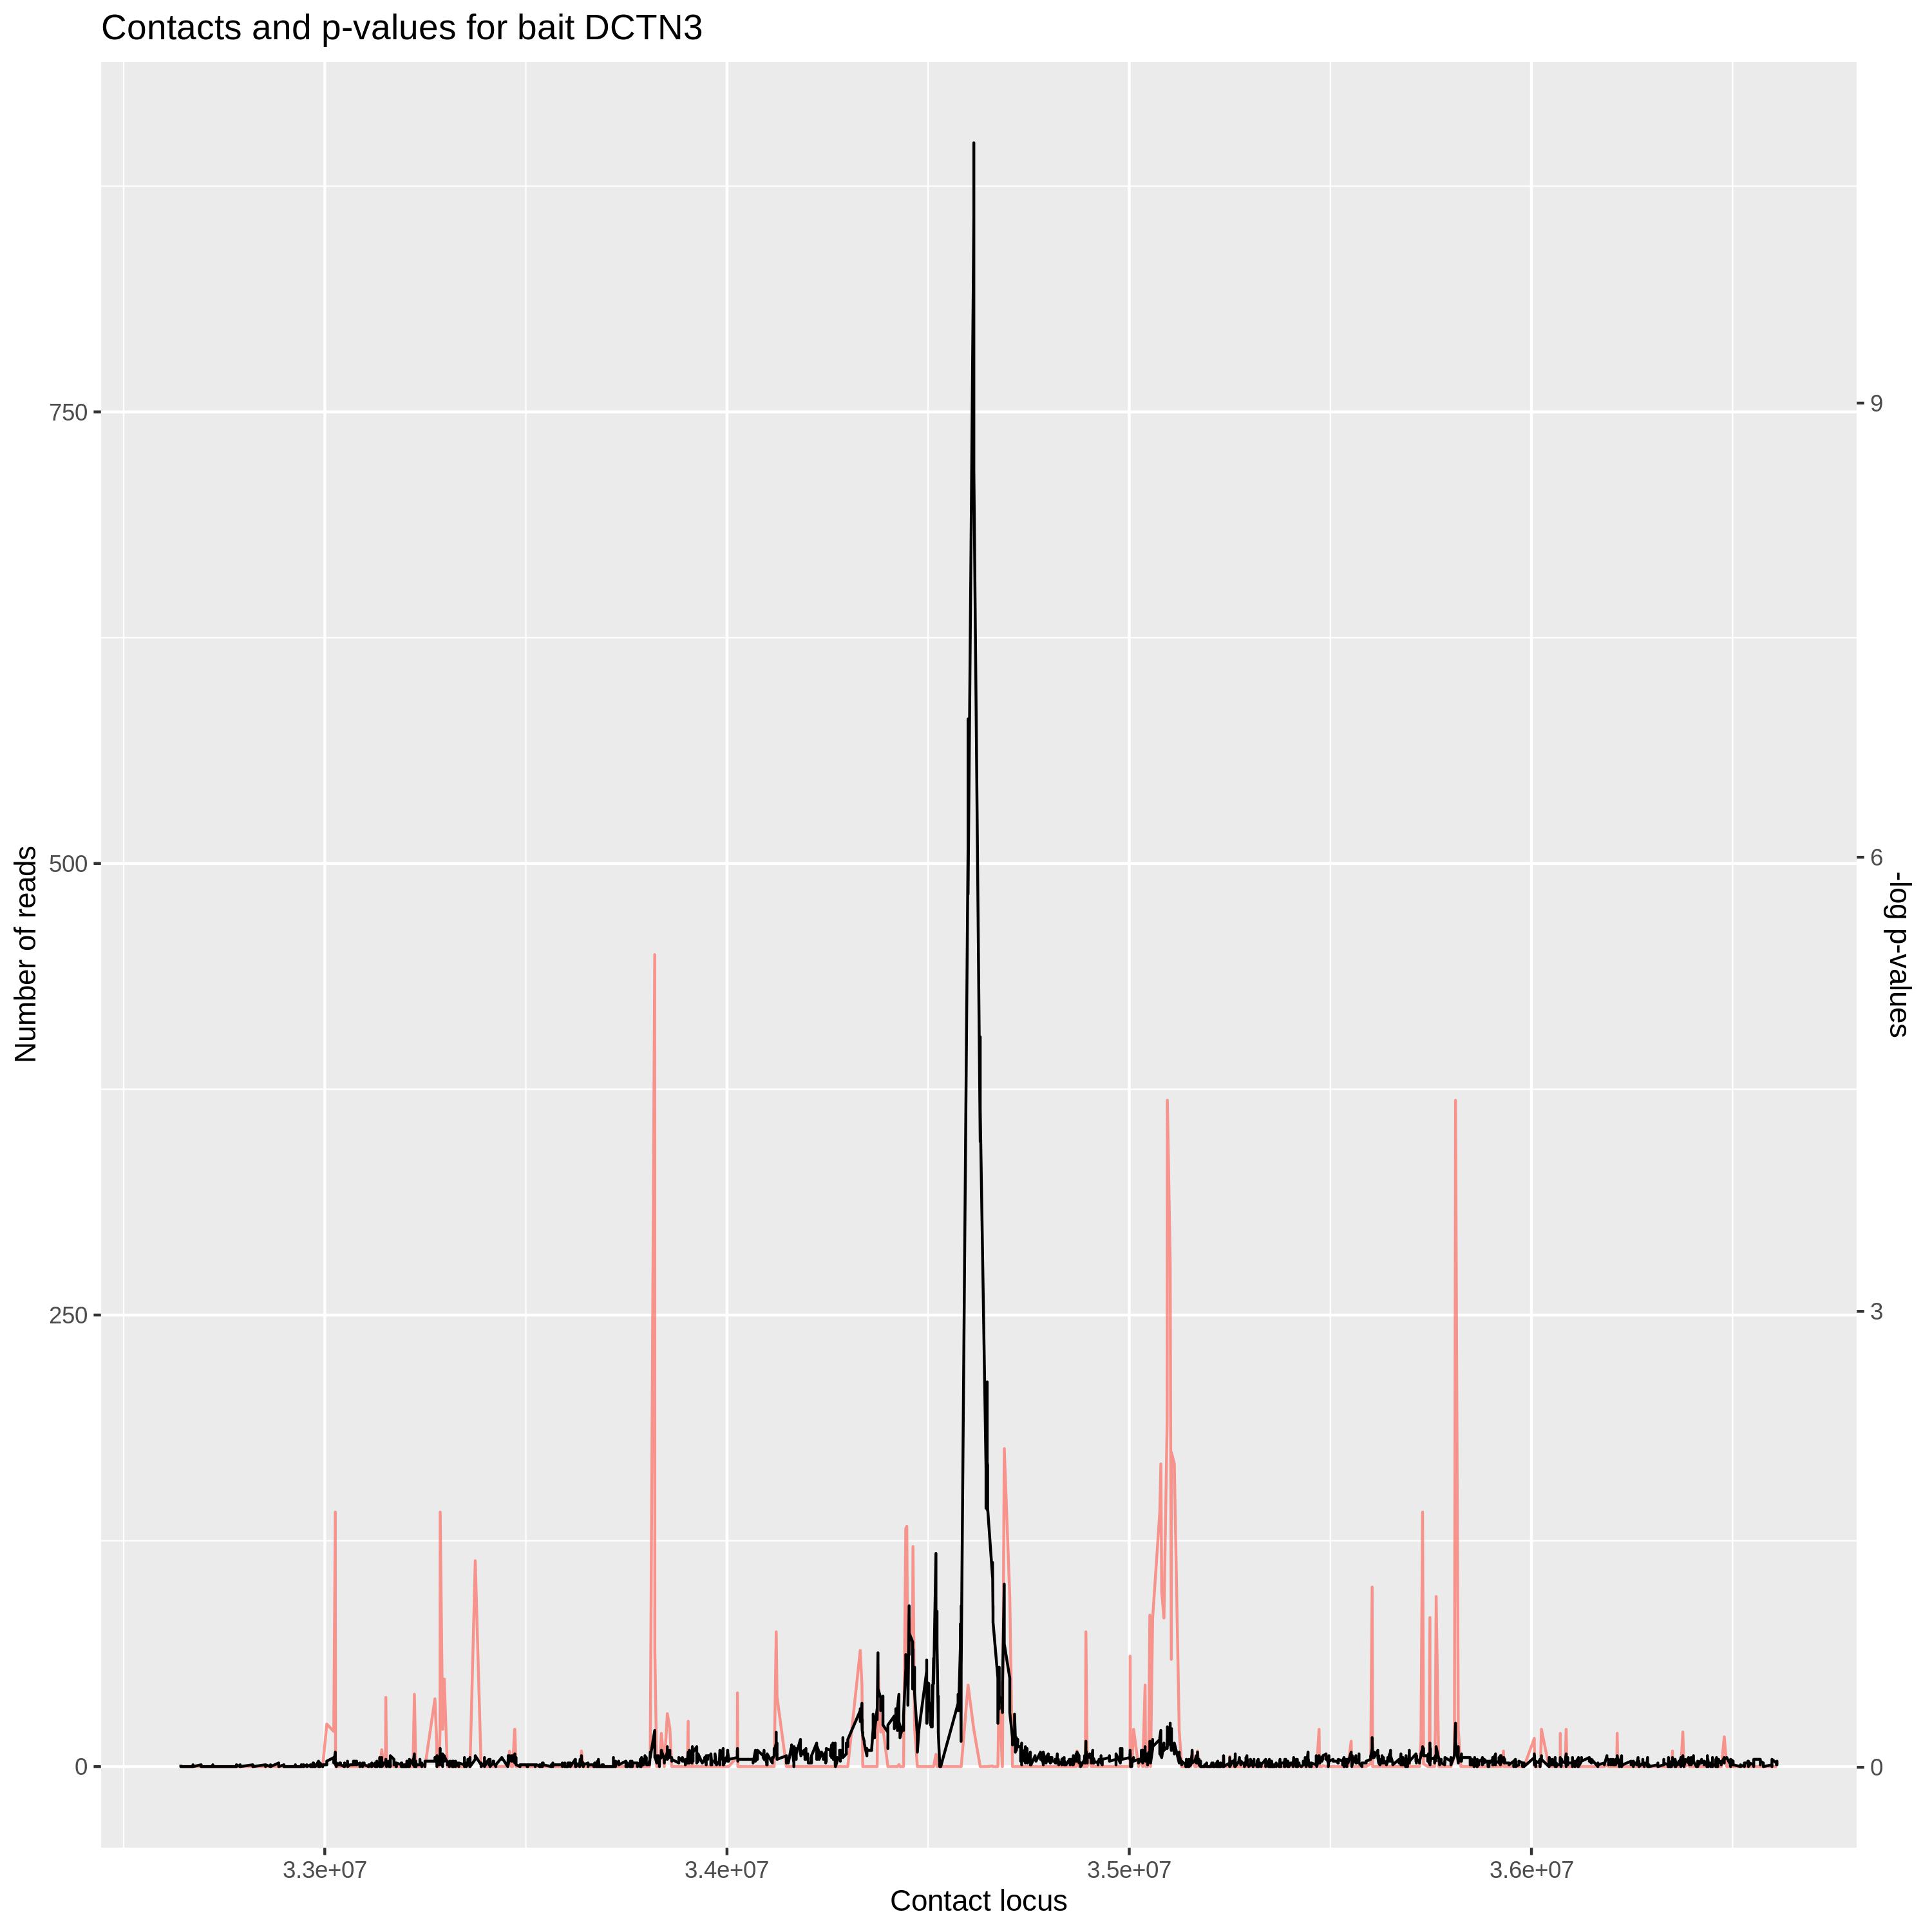 Contacts and p-values for bait DCTN3
Number of reads
750
500
250
0
9
6
3
0
-log p-values
3.3e+07
3.4e+07
3.5e+07
3.6e+07
Contact locus